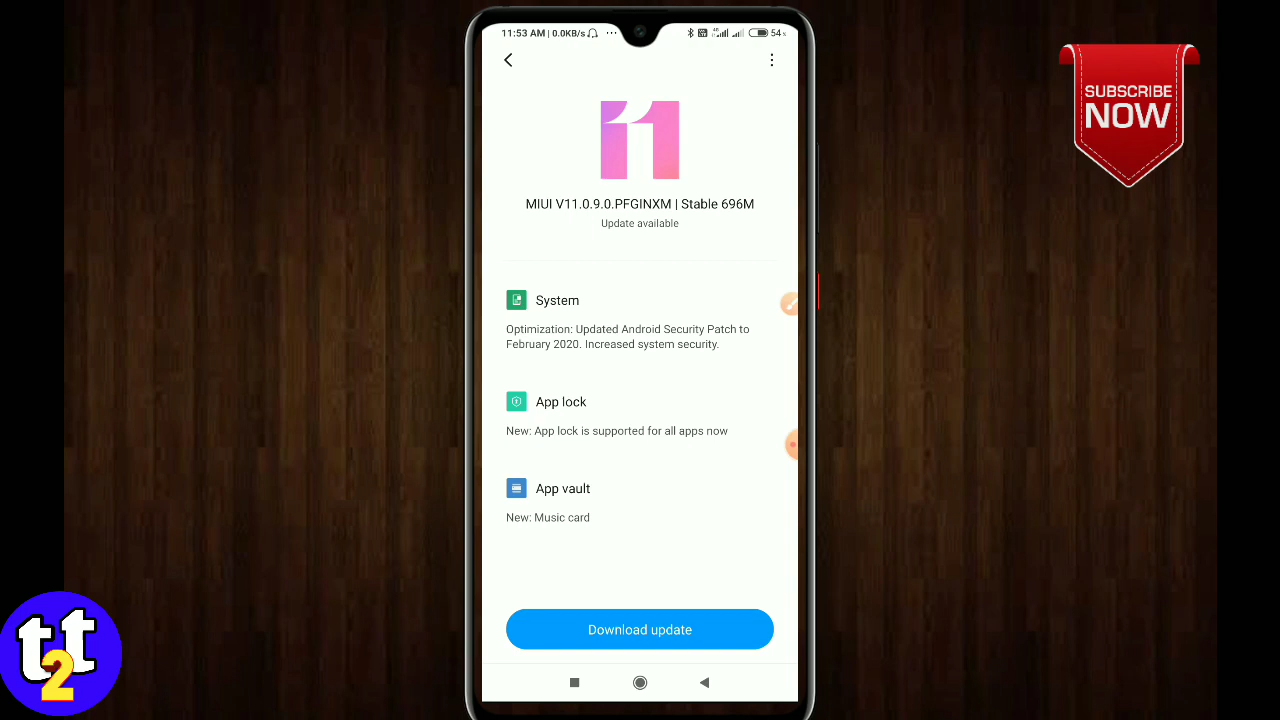 11:53 AM | 0.0KB/s ... 4G 54
SUBSCRIBE
NOW
11
MIUI V11.0.9.0.PFGINXM | Stable 696M
Update available
System
Optimization: Updated Android Security Patch to
February 2020. Increased system security.
App lock
New: App lock is supported for all apps now
App vault
New: Music card
Download update
tt
2